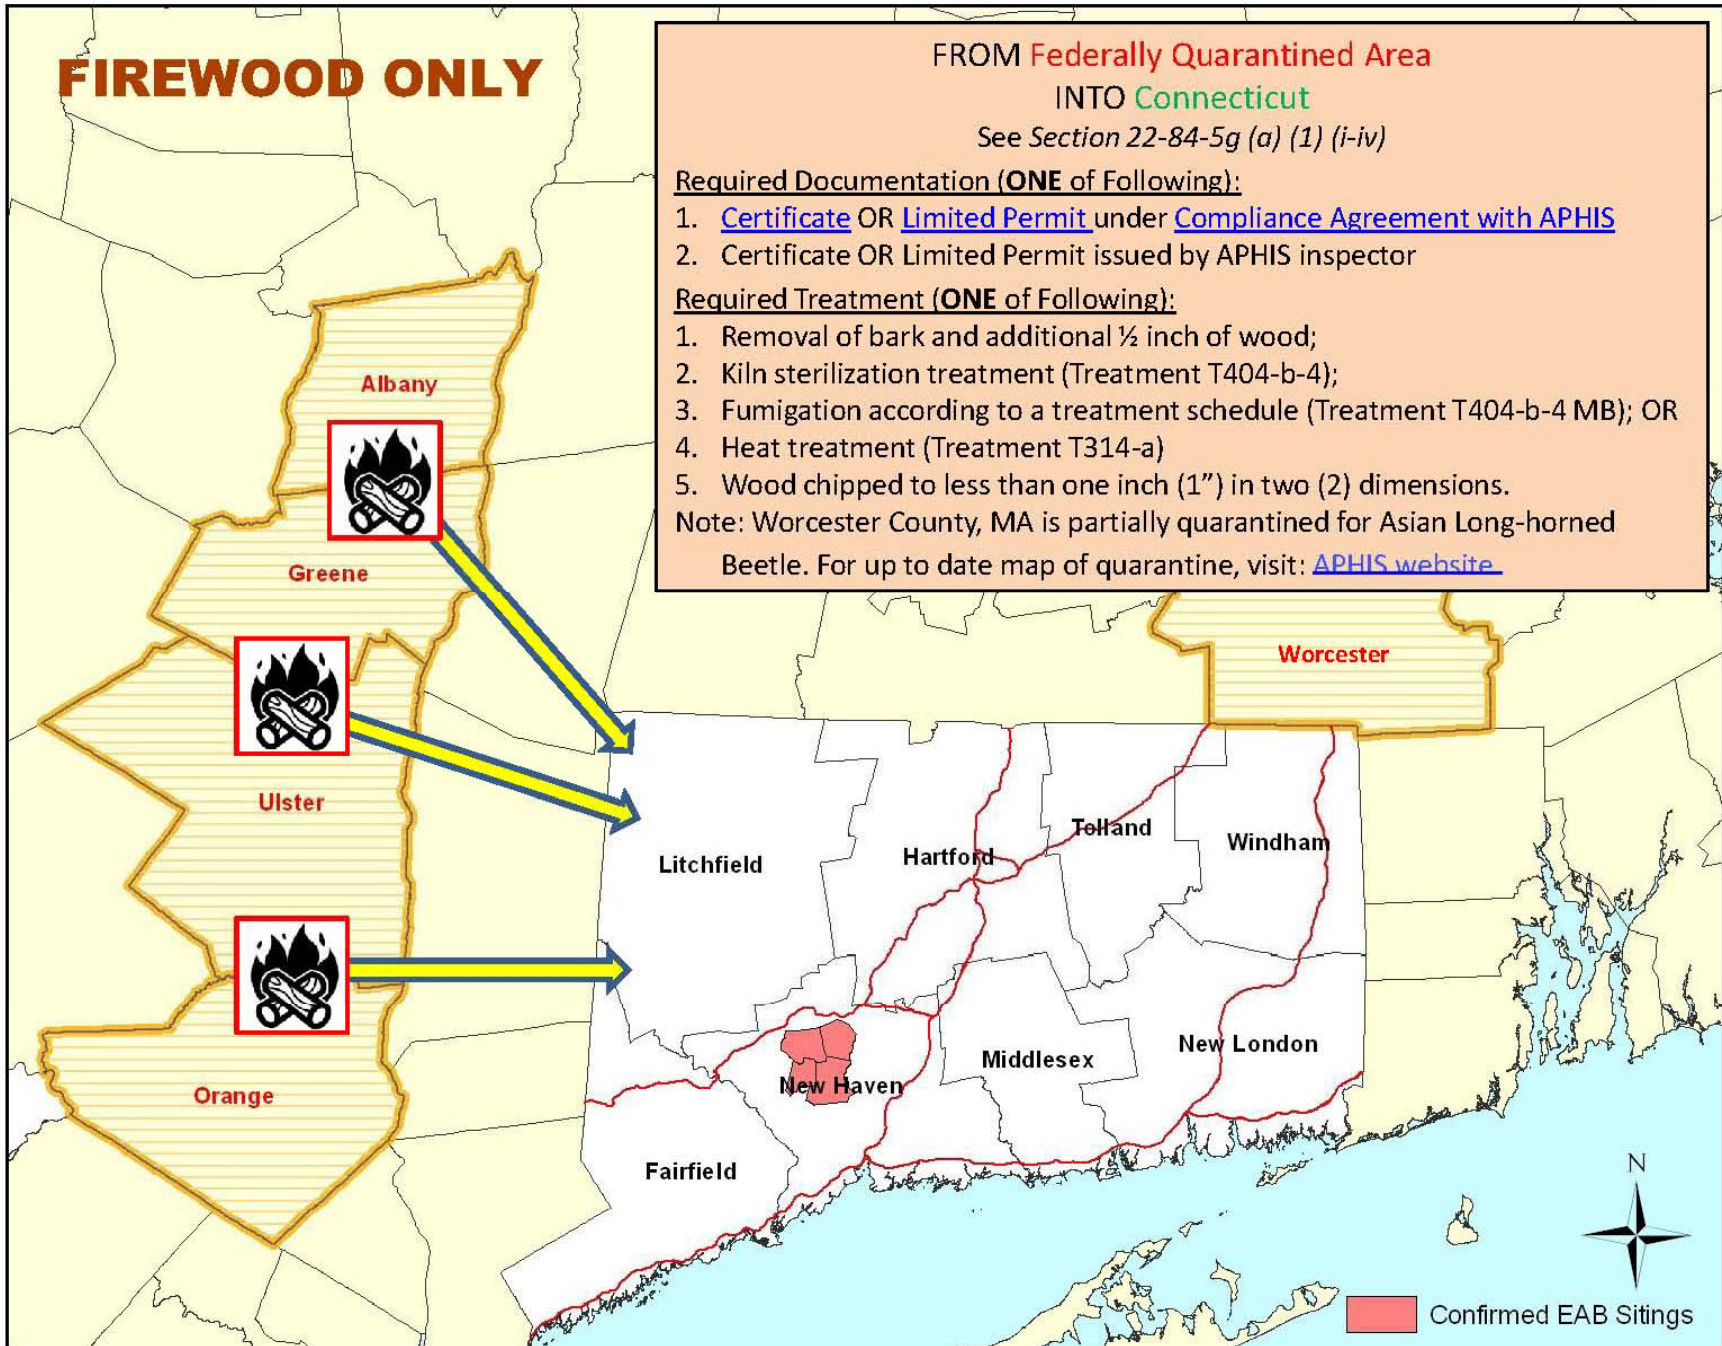 FIREWOOD ONLY
FROM Federally Quarantined Area
INTO Connecticut
See Section 22-84-5g (a) (1) (i-iv)
Required Documentation (ONE of Following):
1. Certificate OR Limited Permit under Compliance Agreement with APHIS
2. Certificate OR Limited Permit issued by APHIS inspector
Required Treatment (ONE of Following):
1. Removal of bark and additional ½ inch of wood;
2. Kiln sterilization treatment (Treatment T404-b-4);
3. Fumigation according to a treatment schedule (Treatment T404-b-4 MB); OR
4. Heat treatment (Treatment T314-a)
5. Wood chipped to less than one inch (1”) in two (2) dimensions.
Note: Worcester County, MA is partially quarantined for Asian Long-horned
Beetle. For up to date map of quarantine, visit: APHIS website
Albany
Greene
Worcester
Ulster
Litchfield
Hartford
Tolland
Windham
Orange
New Haven
Middlesex
New London
Fairfield
N
Confirmed EAB Sitings